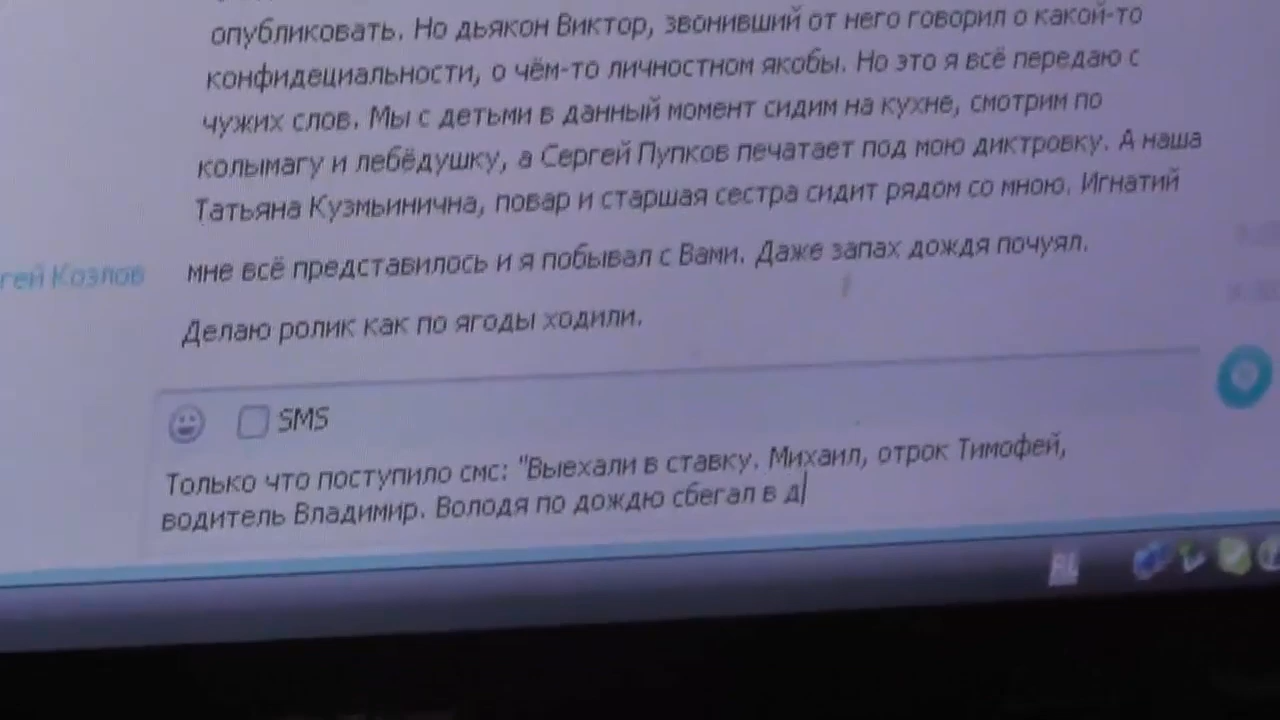 опубликовать. Но дьякон Виктор, звонивший от него говорил о какой-то
конфидециальности, о чём-то личностном якобы. Но это я всё передаю с
чужих слов. Мы с детьми в данный момент сидим на кухне, смотрим по
колымагу и лебёдушку, а Сергей Пупков печатает под мою диктровку. А наша
Татьяна Кузмьинична, повар и старшая сестра сидит рядом со мною. Игнатий
гей Козлов мне всё представилось и я побывал с Вами. Даже запах дождя почуял.
Делаю ролик как по ягоды ходили.
SMS
Только что поступило смс: "Выехали в ставку. Михаил, отрок Тимофей,
водитель Владимир. Володя по дождю сбегал в д